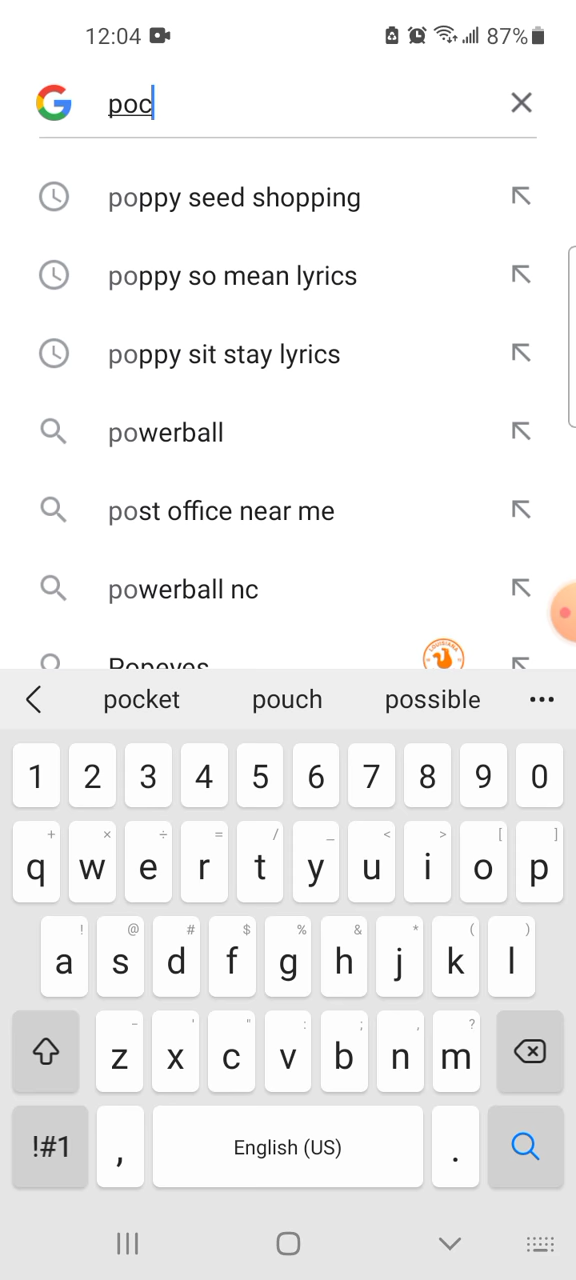 12:04 87%
poc
poppy seed shopping
poppy so mean lyrics
poppy sit stay lyrics
powerball
post office near me
powerball nc
Popeyes
LOUISIANA
pocket pouch possible
1 2 3 4 5 6 7 8 9 0
+ × ÷ = / _ < > [ ]
q w e r t y u i o p
! @ # $ % & * ( )
a s d f g h j k l
- ' " : ; , ?
z x c v b n m
!#1 , English (US) .